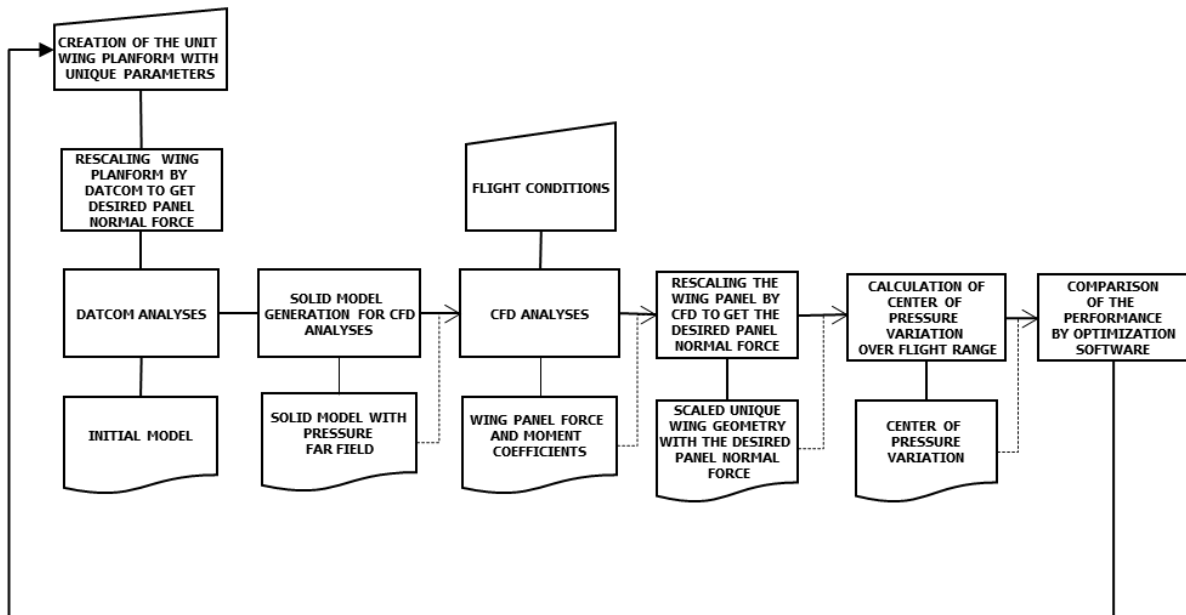 CREATION OF THE UNIT
WING PLANFORM WITH
UNIQUE PARAMETERS
RESCALING WING
PLANFORM BY
DATCOM TO GET
DESIRED PANEL
NORMAL FORCE
FLIGHT CONDITIONS
DATCOM ANALYSES
SOLID MODEL
GENERATION FOR CFD
ANALYSES
CFD ANALYSES
RESCALING THE
WING PANEL BY
CFD TO GET THE
DESIRED PANEL
NORMAL FORCE
CALCULATION OF
CENTER OF
PRESSURE
VARIATION
OVER FLIGHT RANGE
COMPARISON
OF THE
PERFORMANCE
BY OPTIMIZATION
SOFTWARE
INITIAL MODEL
SOLID MODEL WITH
PRESSURE
FAR FIELD
WING PANEL FORCE
AND MOMENT
COEFFICIENTS
SCALED UNIQUE
WING GEOMETRY
WITH THE DESIRED
PANEL NORMAL
FORCE
CENTER OF
PRESSURE
VARIATION